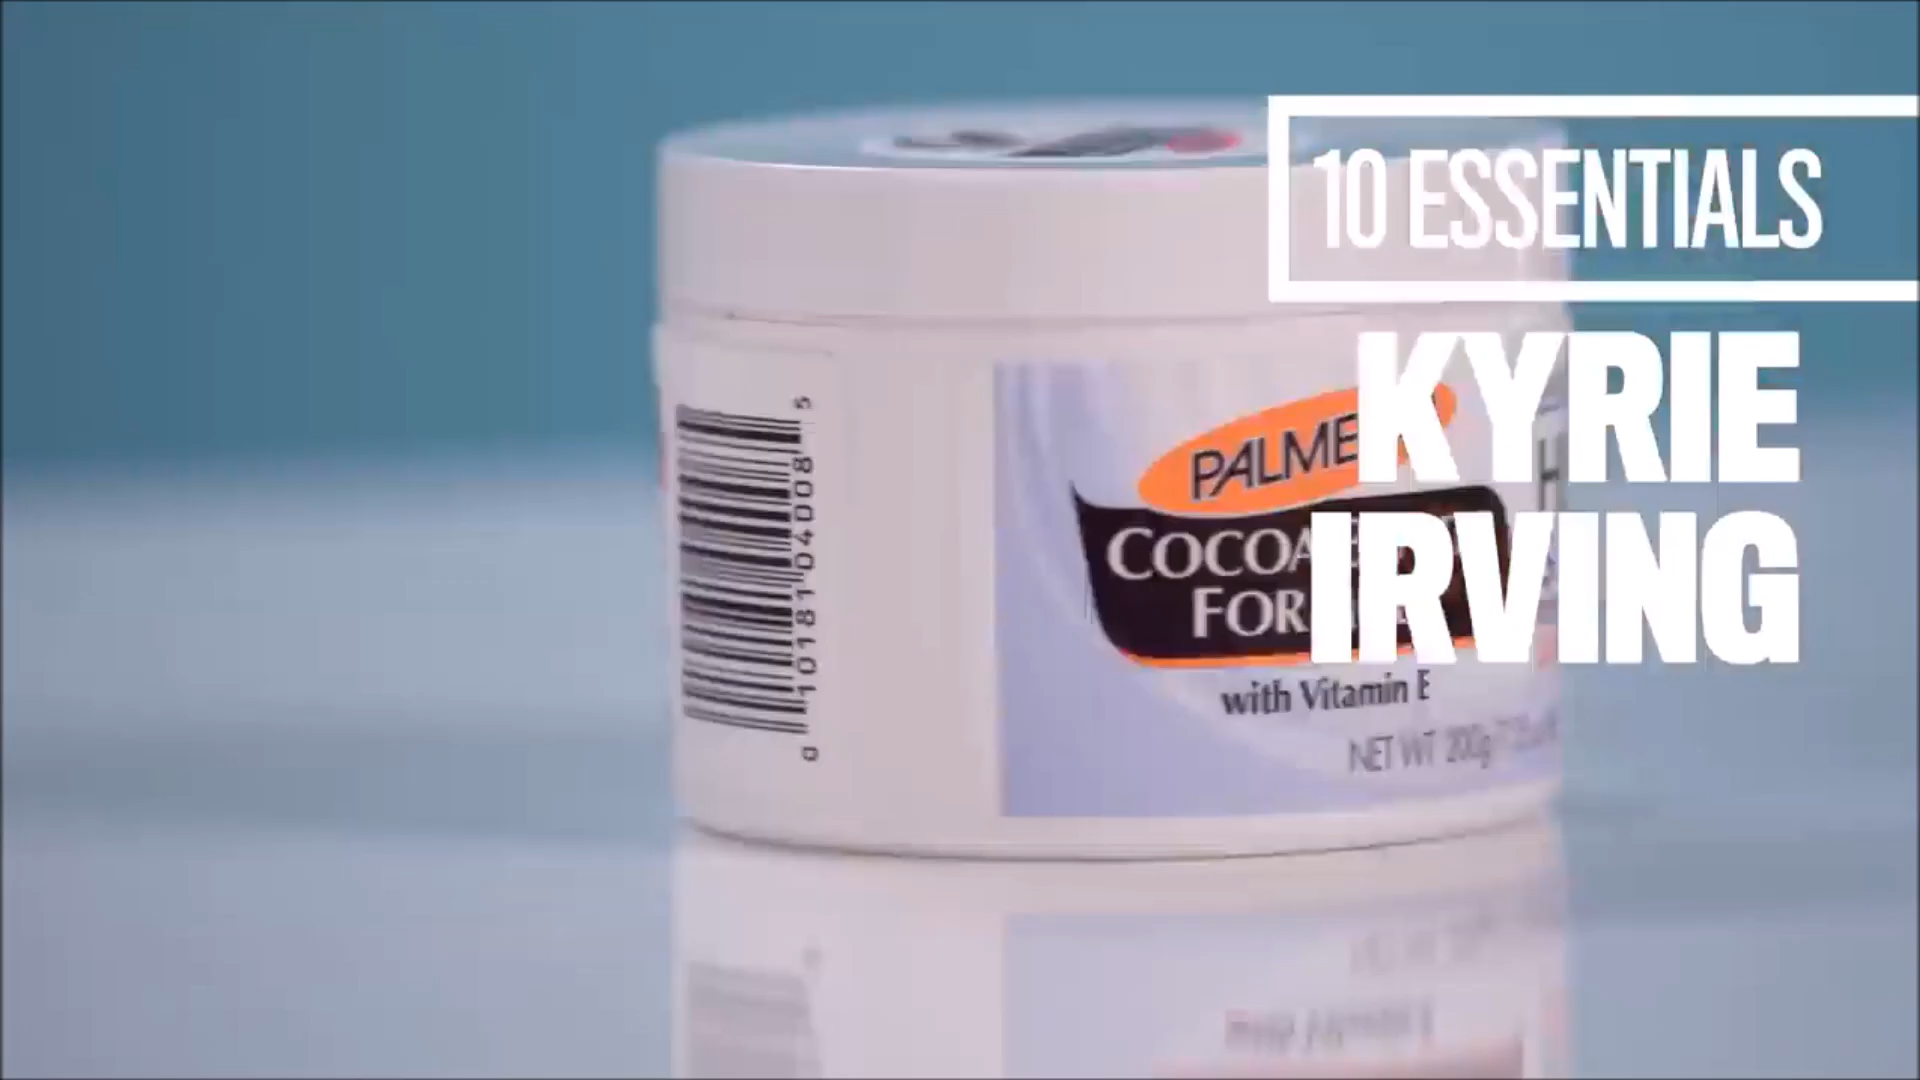 10 ESSENTIALS
KYRIE
IRVING
PALME
COCOA
FOR
with Vitamin E
NET WT 200g
0 10181 04008 5